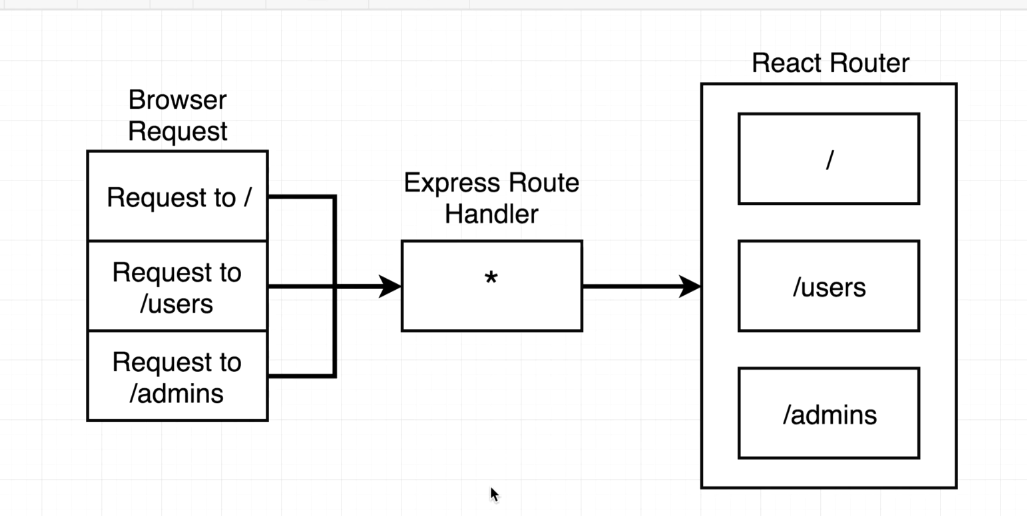 Browser
Request
Request to /
Request to
/users
Request to
/admins
Express Route
Handler
*
React Router
/
/users
/admins